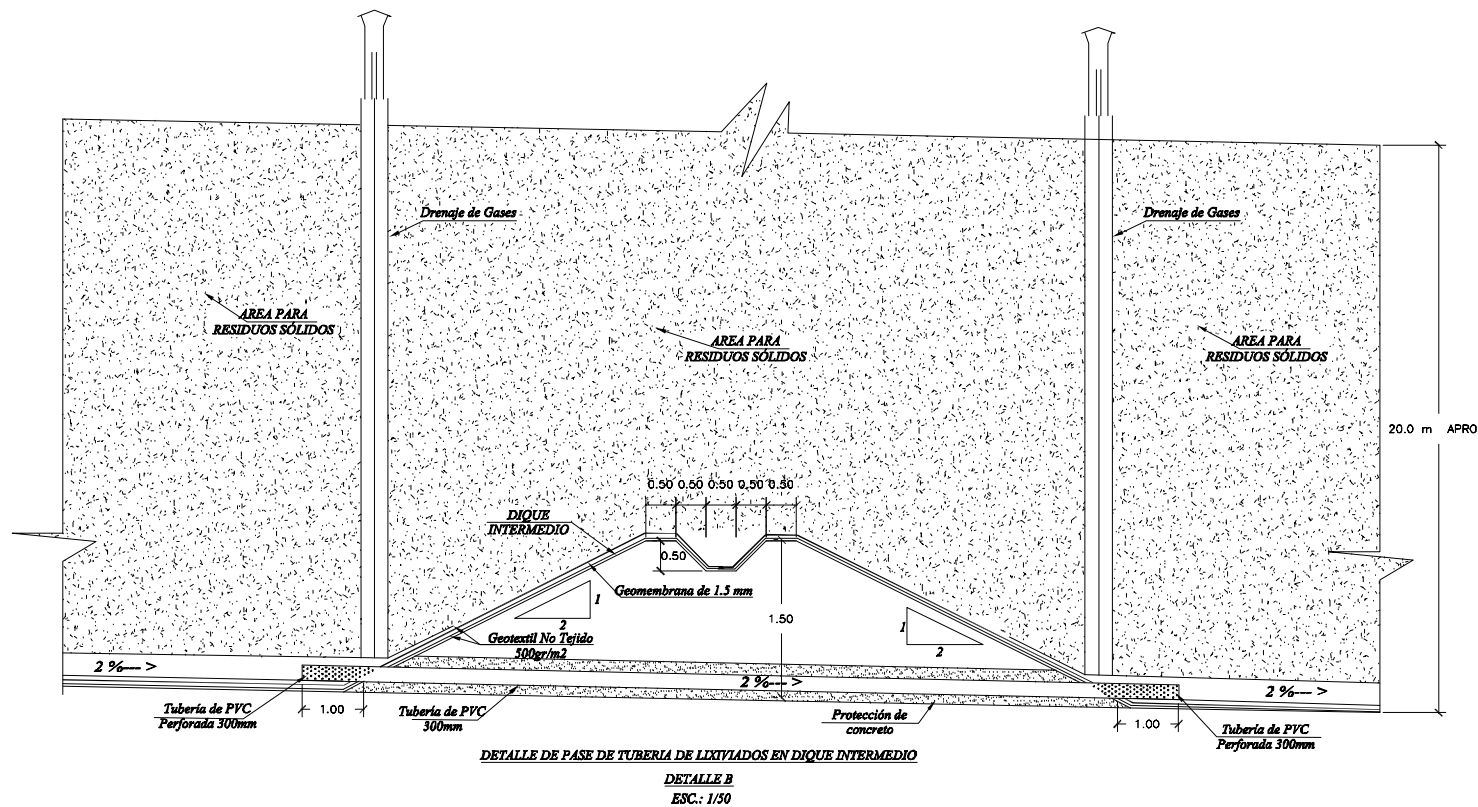 Drenaje de Gases
Drenaje de Gases
AREA PARA
RESIDUOS SÓLIDOS
AREA PARA
RESIDUOS SÓLIDOS
AREA PARA
RESIDUOS SÓLIDOS
20.0 m APRO
0.50 0.50 0.50 0.50 0.50
DIQUE
INTERMEDIO
0.50
Geomembrana de 1.5 mm
1
2
1.50
1
2
Geotextil No Tejido
500gr/m2
2 %--- >
2 %--- >
2 %--- >
Tubería de PVC
Perforada 300mm
1.00
Tubería de PVC
300mm
Protección de
concreto
1.00
Tubería de PVC
Perforada 300mm
DETALLE DE PASE DE TUBERIA DE LIXIVIADOS EN DIQUE INTERMEDIO
DETALLE B
ESC.: 1/50